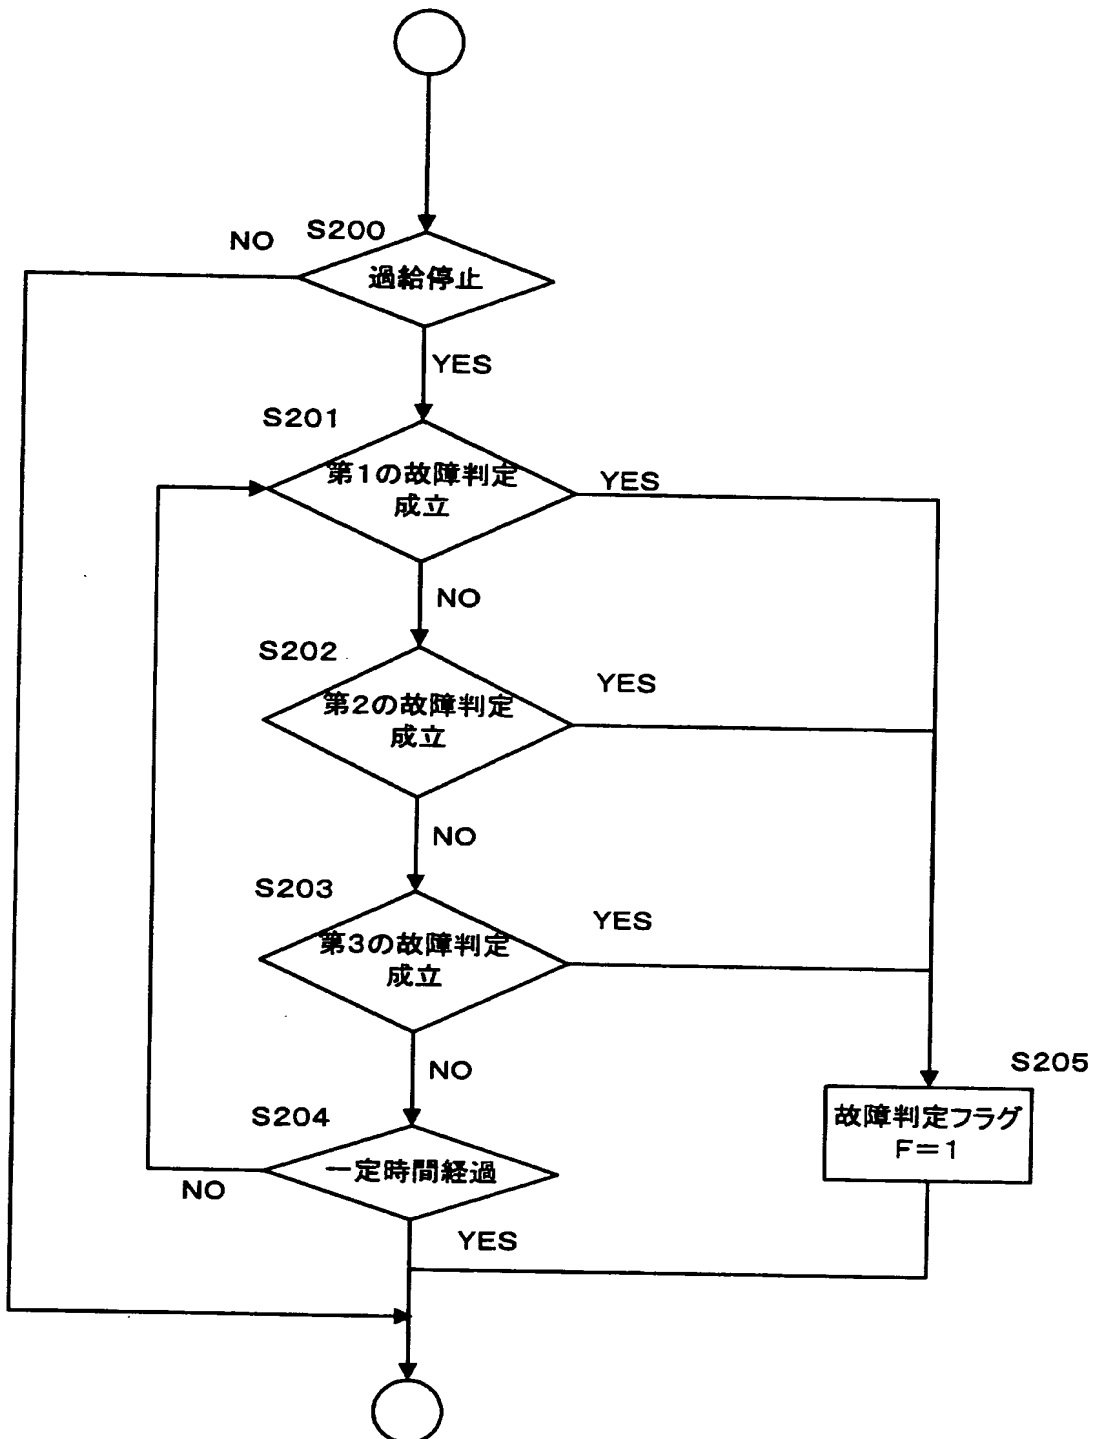 NO
S200
過給停止
YES
S201
第1の故障判定
成立
YES
NO
S202
第2の故障判定
成立
YES
NO
S203
第3の故障判定
成立
YES
NO
S204
一定時間経過
NO
YES
S205
故障判定フラグ
F=1